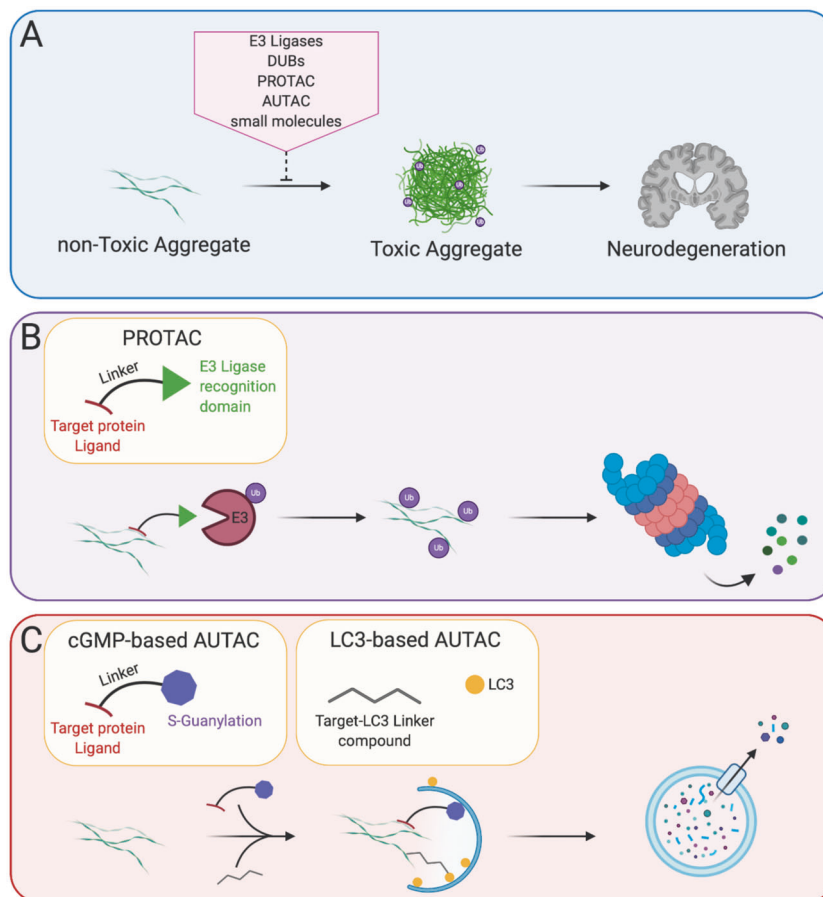 A
E3 Ligases
DUBs
PROTAC
AUTAC
small molecules
Ub
Ub
Ub
Ub
Ub
non-Toxic Aggregate
Toxic Aggregate
Neurodegeneration
B
PROTAC
Linker
E3 Ligase
recognition
domain
Target protein
Ligand
Ub
E3
Ub
Ub
Ub
C
cGMP-based AUTAC
Linker
Target protein
Ligand
S-Guanylation
LC3-based AUTAC
LC3
Target-LC3 Linker
compound